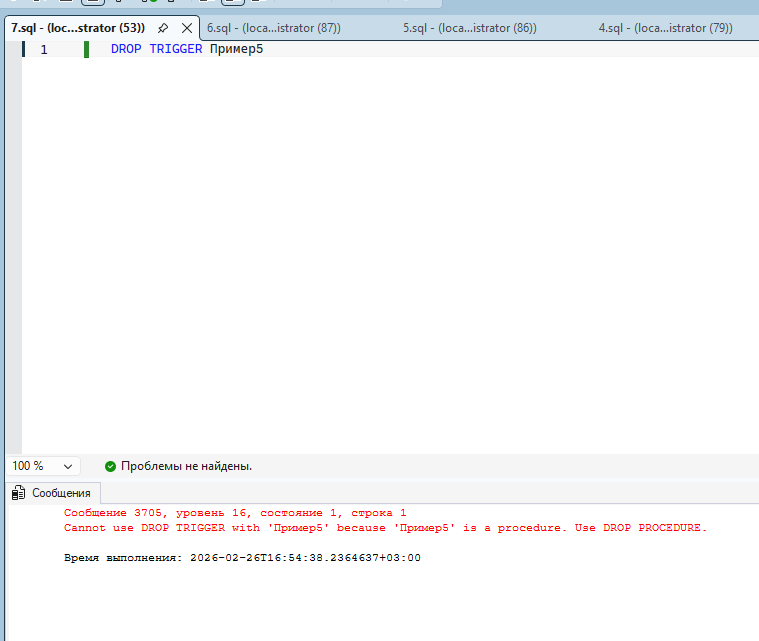 7.sql - (loc...strator (53)) 6.sql - (loca...istrator (87)) 5.sql - (loca...istrator (86)) 4.sql - (loca...istrator (79))
1 DROP TRIGGER Пример5
100 % Проблемы не найдены.
Сообщения
Сообщение 3705, уровень 16, состояние 1, строка 1
Cannot use DROP TRIGGER with 'Пример5' because 'Пример5' is a procedure. Use DROP PROCEDURE.
Время выполнения: 2026-02-26T16:54:38.2364637+03:00